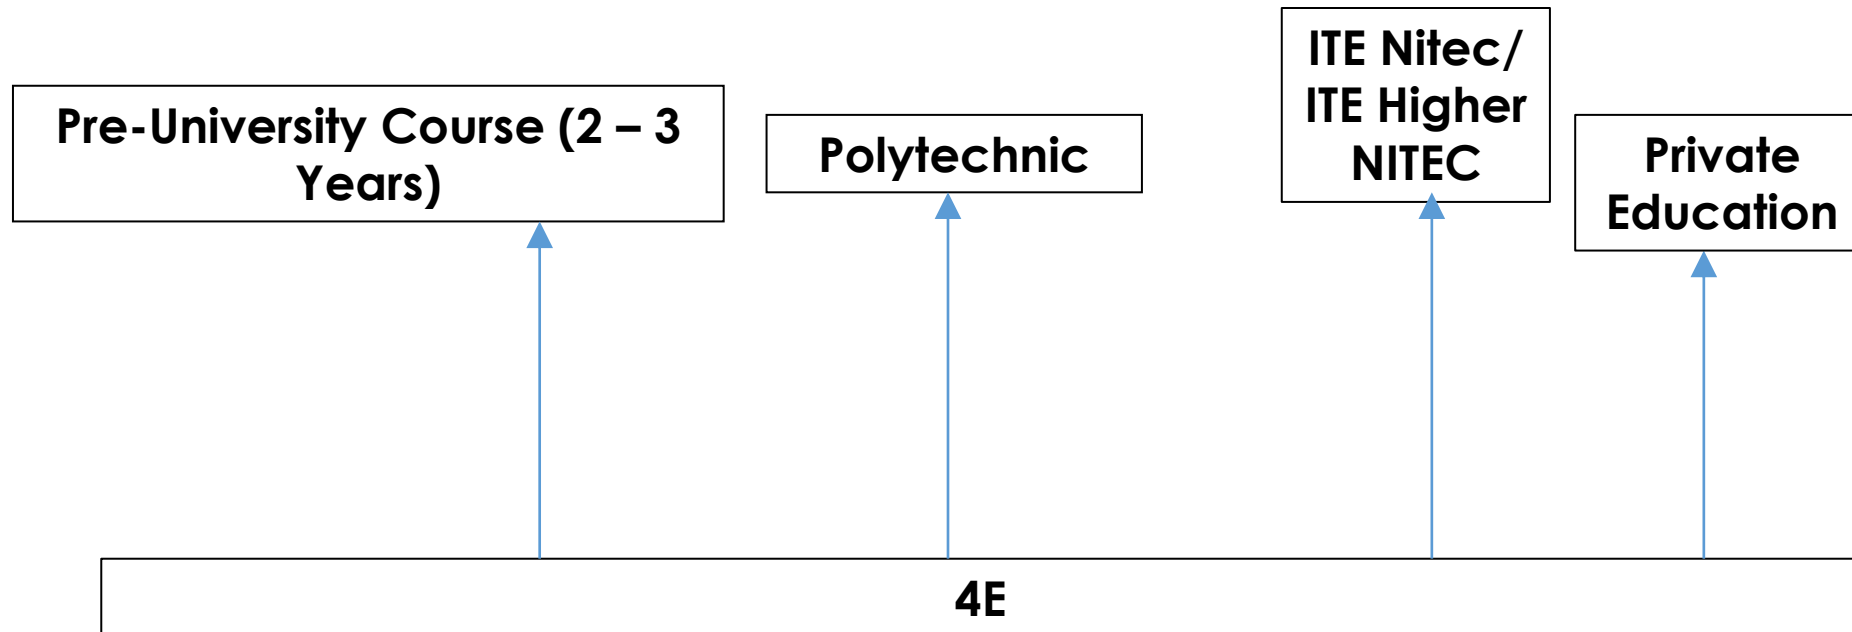 Pre-University Course (2 – 3
Years)
Polytechnic
ITE Nitec/
ITE Higher
NITEC
Private
Education
4E